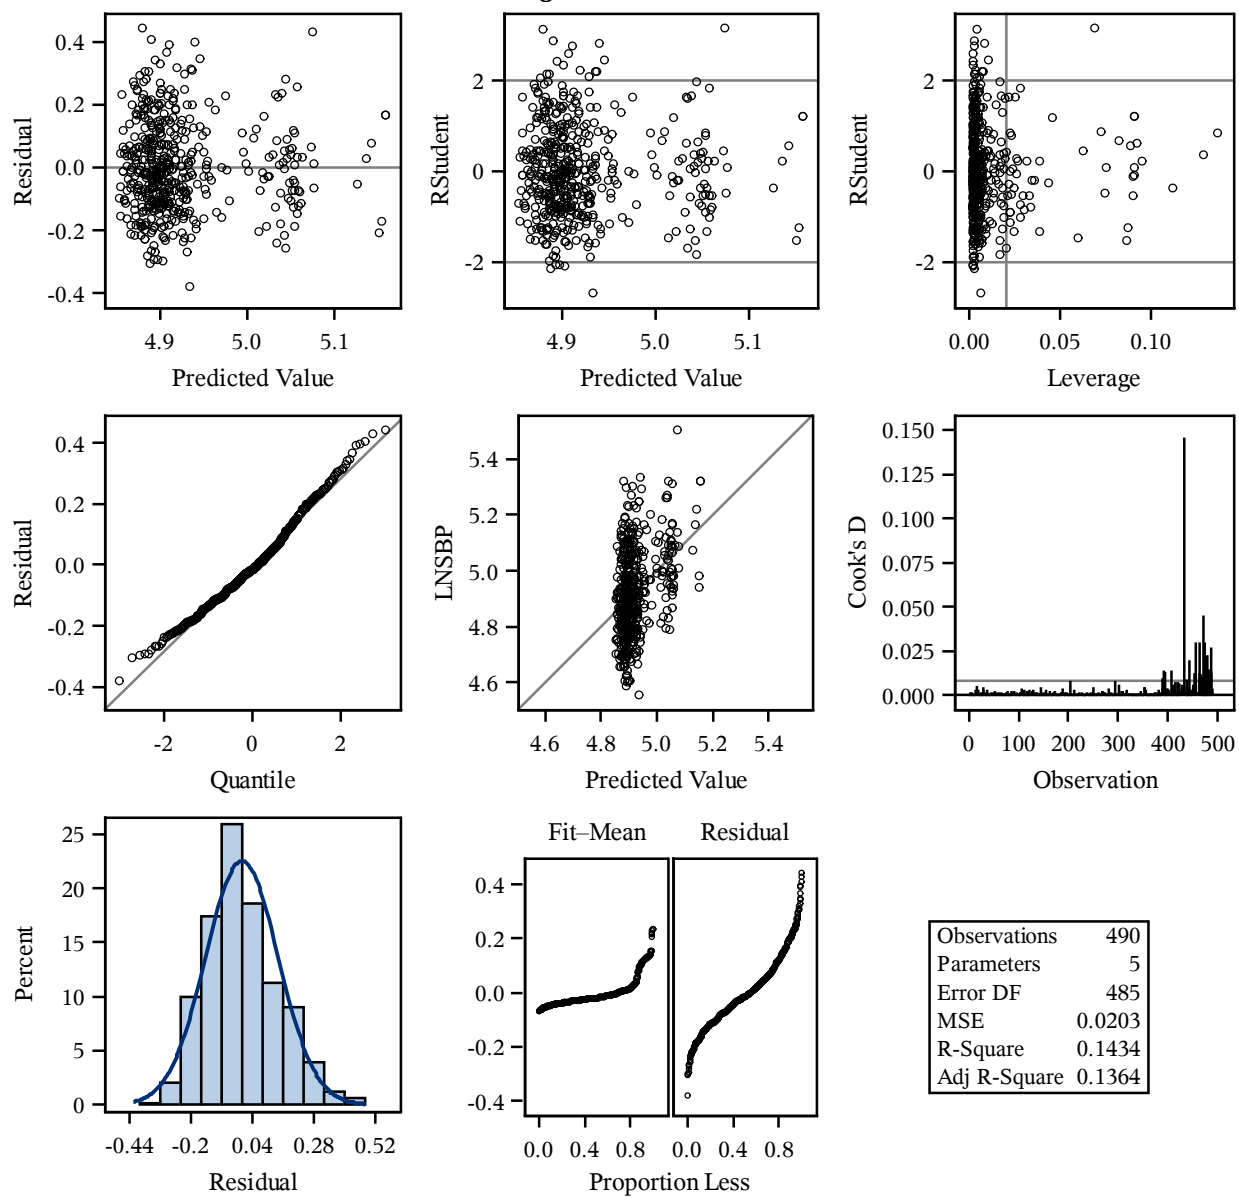 0.4
0.2
0.0
-0.2
-0.4
Residual
4.9 5.0 5.1
Predicted Value
2
0
-2
RStudent
4.9 5.0 5.1
Predicted Value
2
0
-2
RStudent
0.00 0.05 0.10
Leverage
0.4
0.2
0.0
-0.2
-0.4
Residual
-2 0 2
Quantile
5.4
5.2
5.0
4.8
4.6
LNSBP
4.6 4.8 5.0 5.2 5.4
Predicted Value
0.150
0.125
0.100
0.075
0.050
0.025
0.000
Cook's D
0 100 200 300 400 500
Observation
25
20
15
10
5
0
Percent
-0.44 -0.2 0.04 0.28 0.52
Residual
Fit–Mean Residual
0.4
0.2
0.0
-0.2
-0.4
0.0 0.4 0.8 0.0 0.4 0.8
Proportion Less
Observations 490
Parameters 5
Error DF 485
MSE 0.0203
R-Square 0.1434
Adj R-Square 0.1364